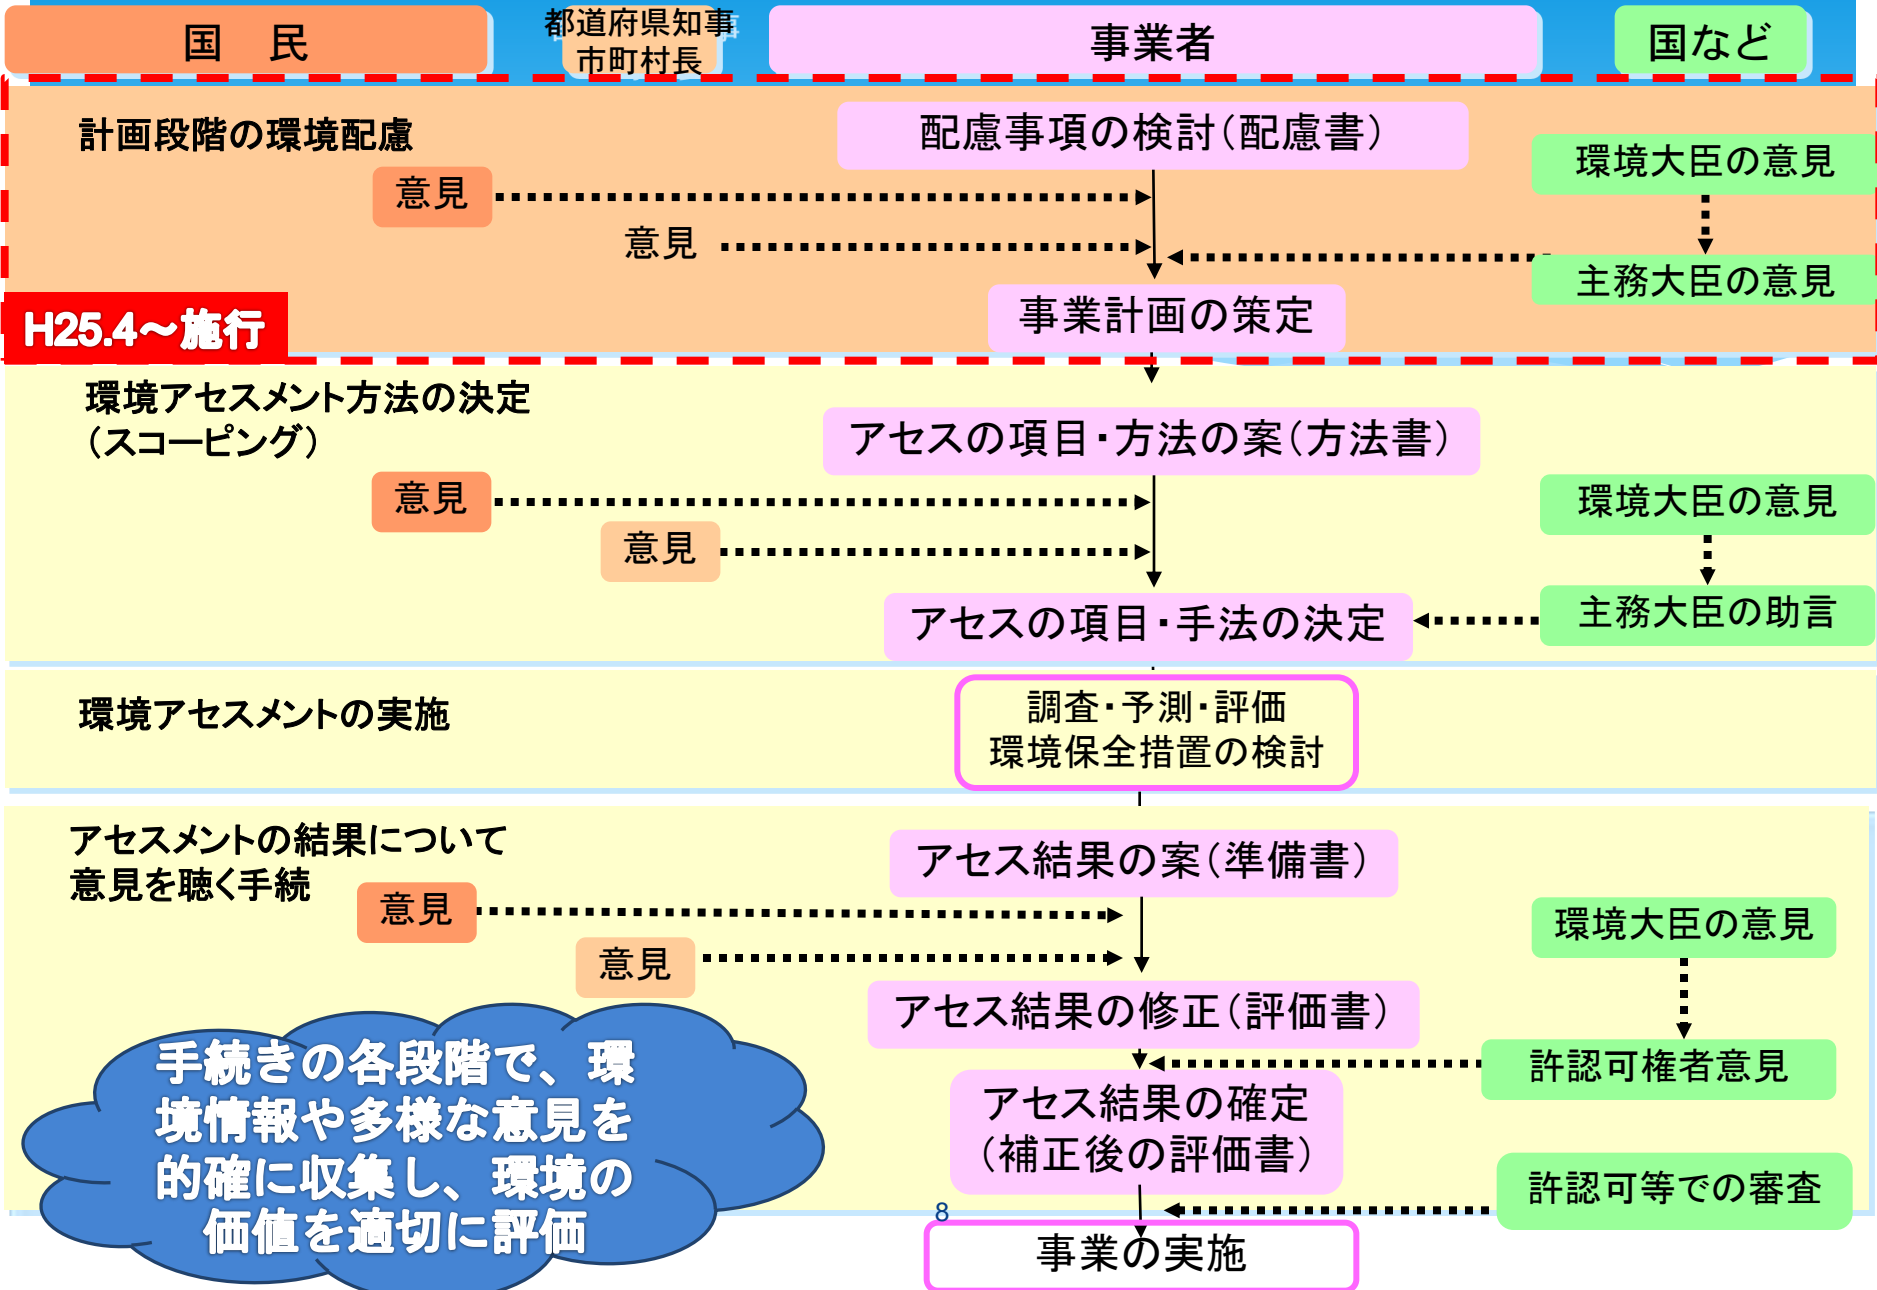 国　民
都道府県知事
市町村長
事業者
国など
計画段階の環境配慮
配慮事項の検討（配慮書）
環境大臣の意見
意見
意見
主務大臣の意見
事業計画の策定
H25.4～施行
環境アセスメント方法の決定
（スコーピング）
アセスの項目・方法の案（方法書）
意見
環境大臣の意見
意見
主務大臣の助言
アセスの項目・手法の決定
環境アセスメントの実施
調査・予測・評価
環境保全措置の検討
アセスメントの結果について
意見を聴く手続
アセス結果の案（準備書）
意見
環境大臣の意見
意見
アセス結果の修正（評価書）
許認可権者意見
手続きの各段階で、環
境情報や多様な意見を
的確に収集し、環境の
価値を適切に評価
アセス結果の確定
（補正後の評価書）
許認可等での審査
8
事業の実施